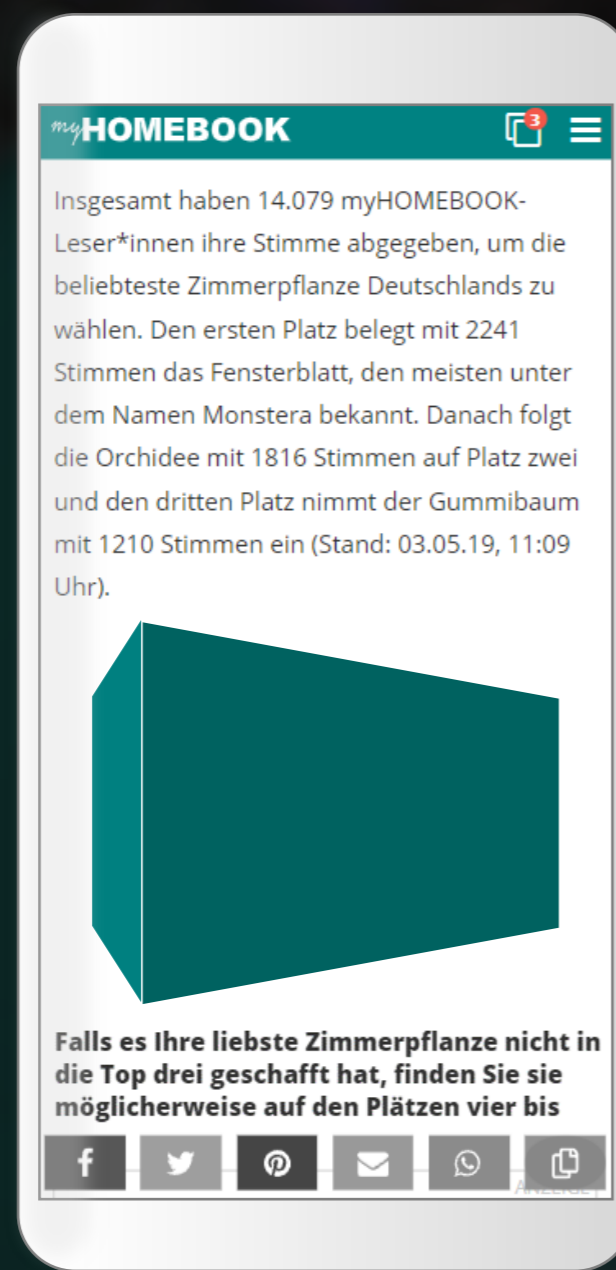 myHOMEBOOK
3
Insgesamt haben 14.079 myHOMEBOOK-
Leser*innen ihre Stimme abgegeben, um die
beliebteste Zimmerpflanze Deutschlands zu
wählen. Den ersten Platz belegt mit 2241
Stimmen das Fensterblatt, den meisten unter
dem Namen Monstera bekannt. Danach folgt
die Orchidee mit 1816 Stimmen auf Platz zwei
und den dritten Platz nimmt der Gummibaum
mit 1210 Stimmen ein (Stand: 03.05.19, 11:09
Uhr).
Falls es Ihre liebste Zimmerpflanze nicht in
die Top drei geschafft hat, finden Sie sie
möglicherweise auf den Plätzen vier bis
ANZEIGE